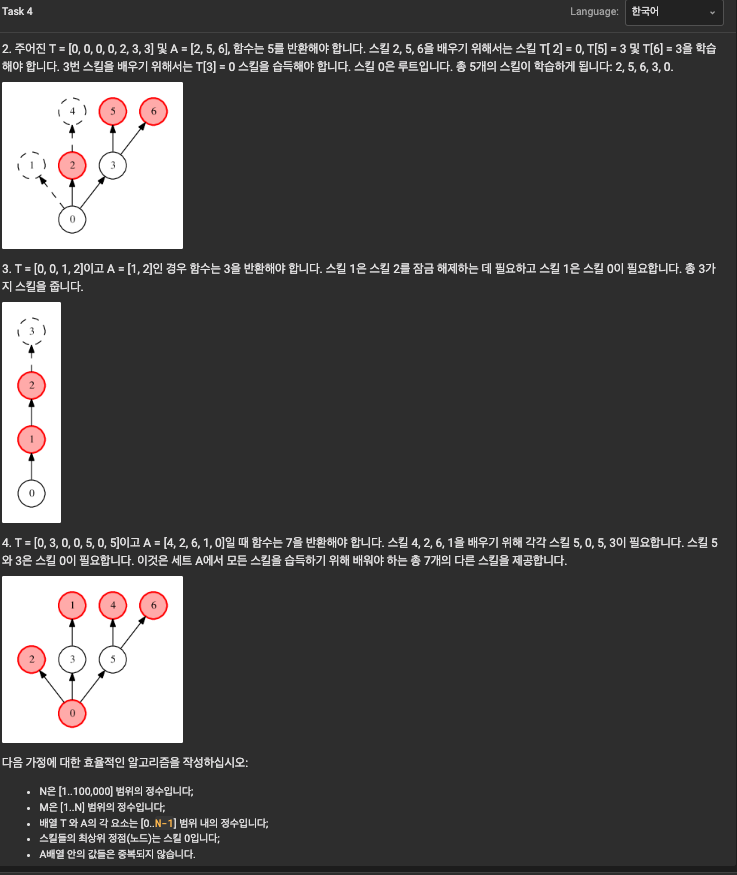 Task 4
Language: 한국어
2. 주어진 T = [0, 0, 0, 0, 2, 3, 3] 및 A = [2, 5, 6], 함수는 5를 반환해야 합니다. 스킬 2, 5, 6을 배우기 위해서는 스킬 T[ 2] = 0, T[5] = 3 및 T[6] = 3을 학습
해야 합니다. 3번 스킬을 배우기 위해서는 T[3] = 0 스킬을 습득해야 합니다. 스킬 0은 루트입니다. 총 5개의 스킬이 학습하게 됩니다: 2, 5, 6, 3, 0.
4 5 6
1 2 3
0
3. T = [0, 0, 1, 2]이고 A = [1, 2]인 경우 함수는 3을 반환해야 합니다. 스킬 1은 스킬 2를 잠금 해제하는 데 필요하고 스킬 1은 스킬 0이 필요합니다. 총 3가
지 스킬을 줍니다.
3
2
1
0
4. T = [0, 3, 0, 0, 5, 0, 5]이고 A = [4, 2, 6, 1, 0]일 때 함수는 7을 반환해야 합니다. 스킬 4, 2, 6, 1을 배우기 위해 각각 스킬 5, 0, 5, 3이 필요합니다. 스킬 5
와 3은 스킬 0이 필요합니다. 이것은 세트 A에서 모든 스킬을 습득하기 위해 배워야 하는 총 7개의 다른 스킬을 제공합니다.
1 4 6
2 3 5
0
다음 가정에 대한 효율적인 알고리즘을 작성하십시오:
• N은 [1..100,000] 범위의 정수입니다;
• M은 [1..N] 범위의 정수입니다;
• 배열 T 와 A의 각 요소는 [0..N-1] 범위 내의 정수입니다;
• 스킬들의 최상위 정점(노드)는 스킬 0입니다;
• A배열 안의 값들은 중복되지 않습니다.